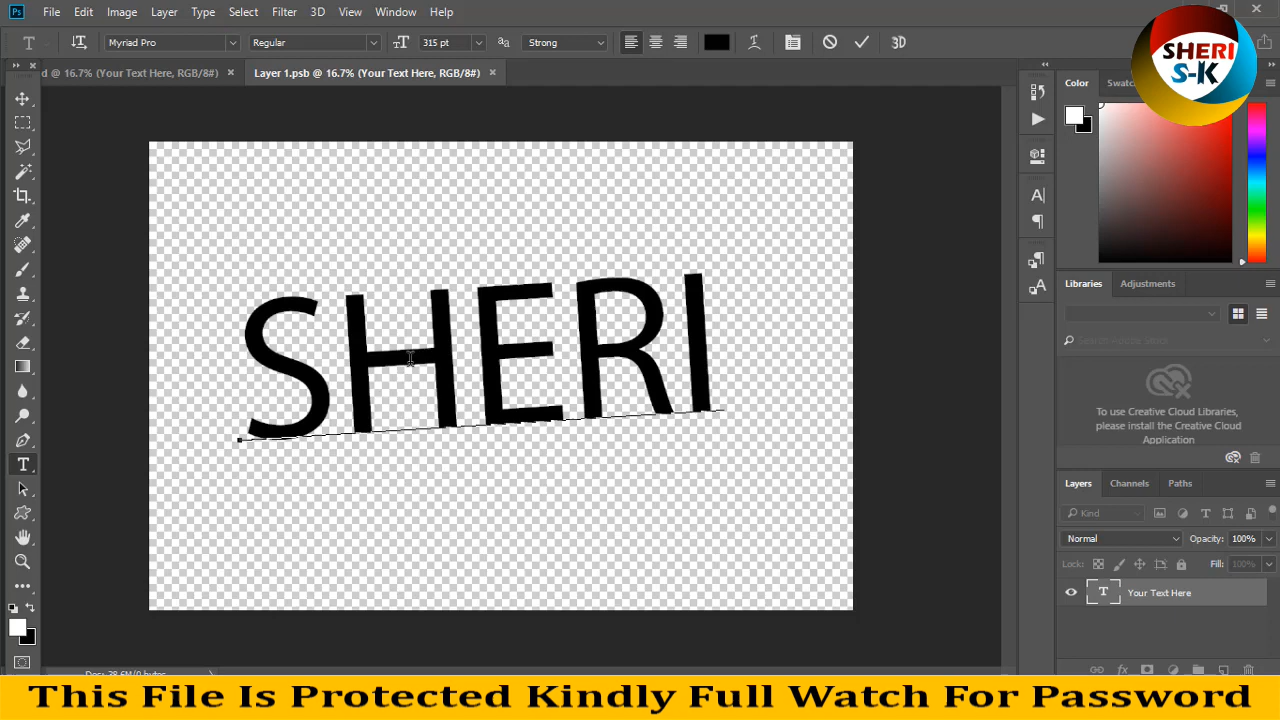 Ps File Edit Image Layer Type Select Filter 3D View Window Help
T Myriad Pro Regular 315 pt aa Strong 3D
SHERI
S-K
d @ 16.7% (Your Text Here, RGB/8#) × Layer 1.psb @ 16.7% (Your Text Here, RGB/8#) ×
Color
SHERI
Libraries Adjustments
To use Creative Cloud Libraries,
please install the Creative Cloud
Application
Layers Channels Paths
Kind
Normal Opacity: 100%
Lock: Fill: 100%
T Your Text Here
This File Is Protected Kindly Full Watch For Password